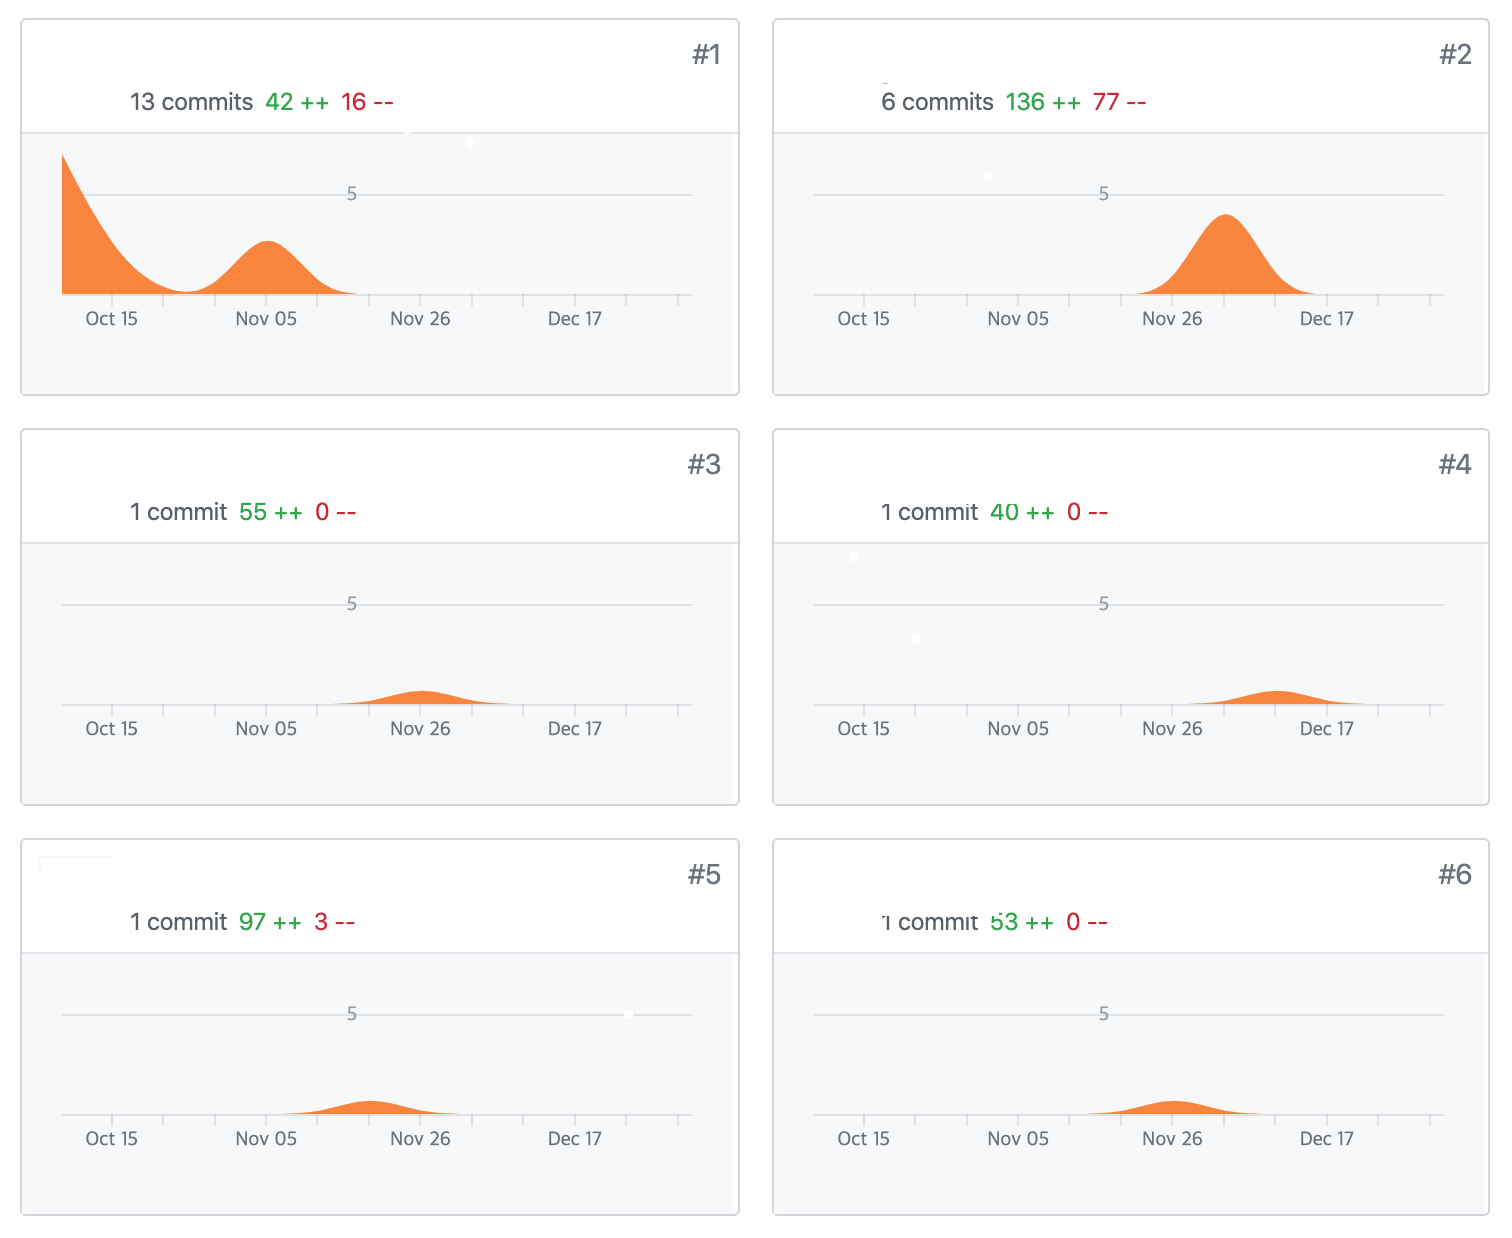 #1
13 commits 42 ++ 16 --
5
Oct 15 Nov 05 Nov 26 Dec 17
#2
6 commits 136 ++ 77 --
5
Oct 15 Nov 05 Nov 26 Dec 17
#3
1 commit 55 ++ 0 --
5
Oct 15 Nov 05 Nov 26 Dec 17
#4
1 commit 40 ++ 0 --
5
Oct 15 Nov 05 Nov 26 Dec 17
#5
1 commit 97 ++ 3 --
5
Oct 15 Nov 05 Nov 26 Dec 17
#6
1 commit 53 ++ 0 --
5
Oct 15 Nov 05 Nov 26 Dec 17